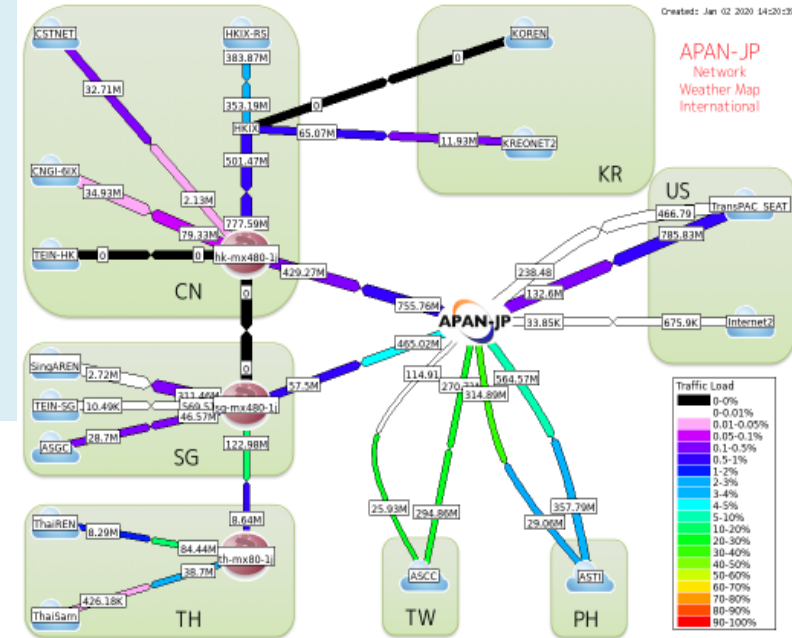 Created: Jan 02 2020 14:20:39
APAN-JP
Network
Weather Map
International
CSTNET
HKIX-RS
383.87M
KOREN
0
32.71M
353.19M
0
HKIX
65.07M
11.93M
KREONET2
501.47M
KR
CNGI-6IX
34.93M
2.13M
777.59M
79.33M
US
TransPAC_SEAT
466.79
785.83M
TEIN-HK
0
0
hk-mx480-1j
429.27M
238.48
132.6M
CN
0
755.76M
APAN-JP
33.85K
675.9K
Internet2
465.02M
SingAREN
2.72M
0
114.91
564.57M
57.5M
314.89M
TEIN-SG
10.49K
46.57M
sg-mx480-1j
ASGC
28.7M
122.98M
SG
Traffic Load
0-0%
0-0.01%
0.01-0.05%
0.05-0.1%
0.1-0.5%
0.5-1%
1-2%
2-3%
3-4%
4-5%
5-10%
10-20%
20-30%
30-40%
40-50%
50-60%
60-70%
70-80%
80-90%
90-100%
25.93M
294.86M
357.79M
29.06M
ThaiREN
8.29M
8.64M
84.44M
th-mx80-1j
38.7M
426.18K
ThaiSarn
TH
ASCC
TW
ASTI
PH